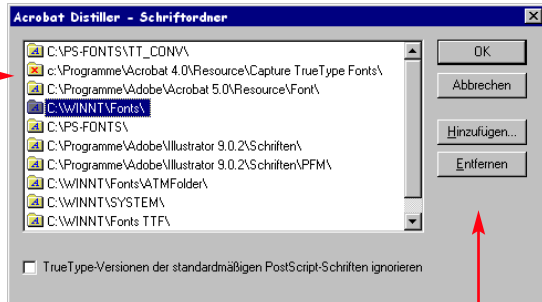 Acrobat Distiller - Schriftordner
C:\PS-FONTS\TT_CONV\
c:\Programme\Acrobat 4.0\Resource\Capture TrueType Fonts\
C:\Programme\Adobe\Acrobat 5.0\Resource\Font\
C:\WINNT\Fonts\
C:\PS-FONTS\
C:\Programme\Adobe\Illustrator 9.0.2\Schriften\
C:\Programme\Adobe\Illustrator 9.0.2\Schriften\PFM\
C:\WINNT\Fonts\ATMFolder\
C:\WINNT\SYSTEM\
C:\WINNT\Fonts TTF\
OK
Abbrechen
Hinzufügen...
Entfernen
TrueType-Versionen der standardmäßigen PostScript-Schriften ignorieren